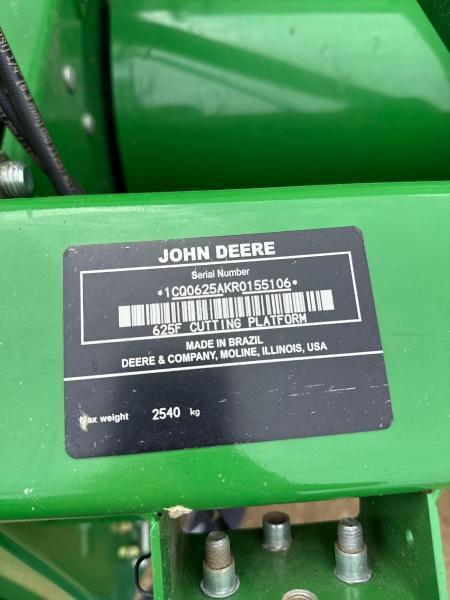 JOHN DEERE
Serial Number
*1CQ0625AKR0155106*
625F CUTTING PLATFORM
MADE IN BRAZIL
DEERE & COMPANY, MOLINE, ILLINOIS, USA
Max weight 2540 kg